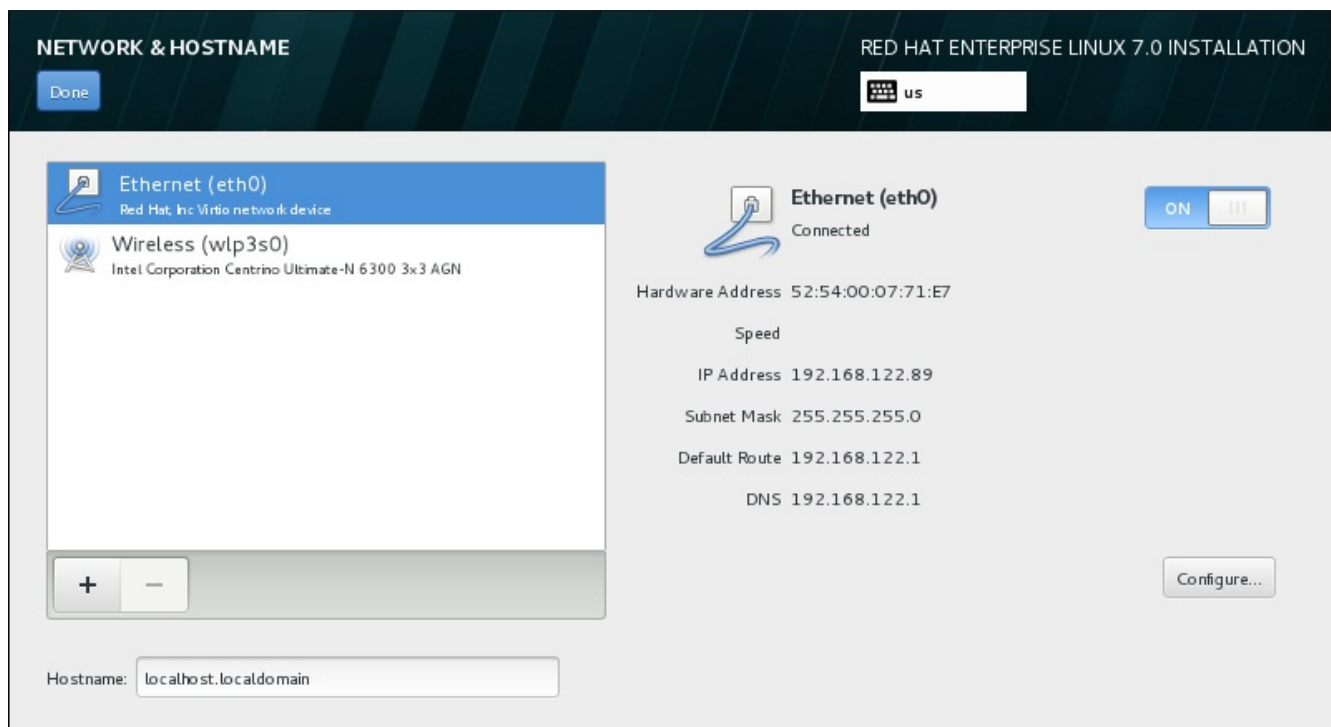 NETWORK & HOSTNAME
RED HAT ENTERPRISE LINUX 7.0 INSTALLATION
Done
us
Ethernet (eth0)
Red Hat, Inc Virtio network device
Wireless (wlp3s0)
Intel Corporation Centrino Ultimate-N 6300 3x3 AGN
Ethernet (eth0)
Connected
ON
Hardware Address 52:54:00:07:71:E7
Speed
IP Address 192.168.122.89
Subnet Mask 255.255.255.0
Default Route 192.168.122.1
DNS 192.168.122.1
+ −
Configure...
Hostname: localhost.localdomain